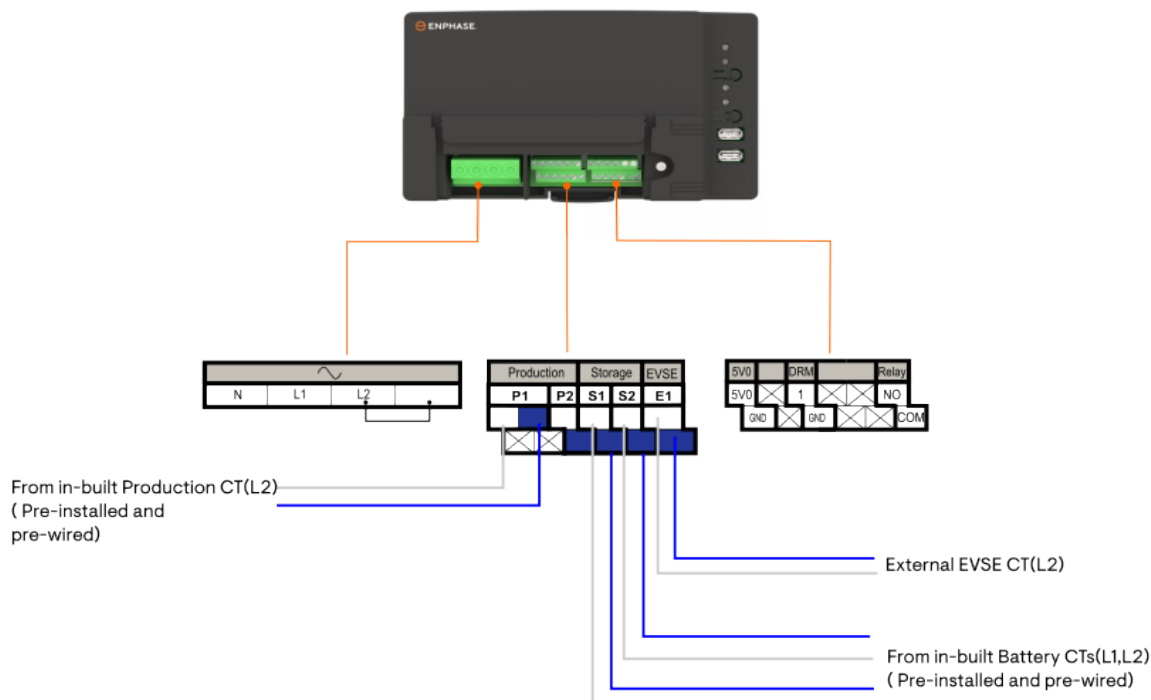 ENPHASE
Production Storage EVSE
P1 P2 S1 S2 E1
5V0 DRM Relay
5V0 1 NO
GND GND COM
N L1 L2
From in-built Production CT(L2)
( Pre-installed and
pre-wired)
External EVSE CT(L2)
From in-built Battery CTs(L1,L2)
( Pre-installed and pre-wired)